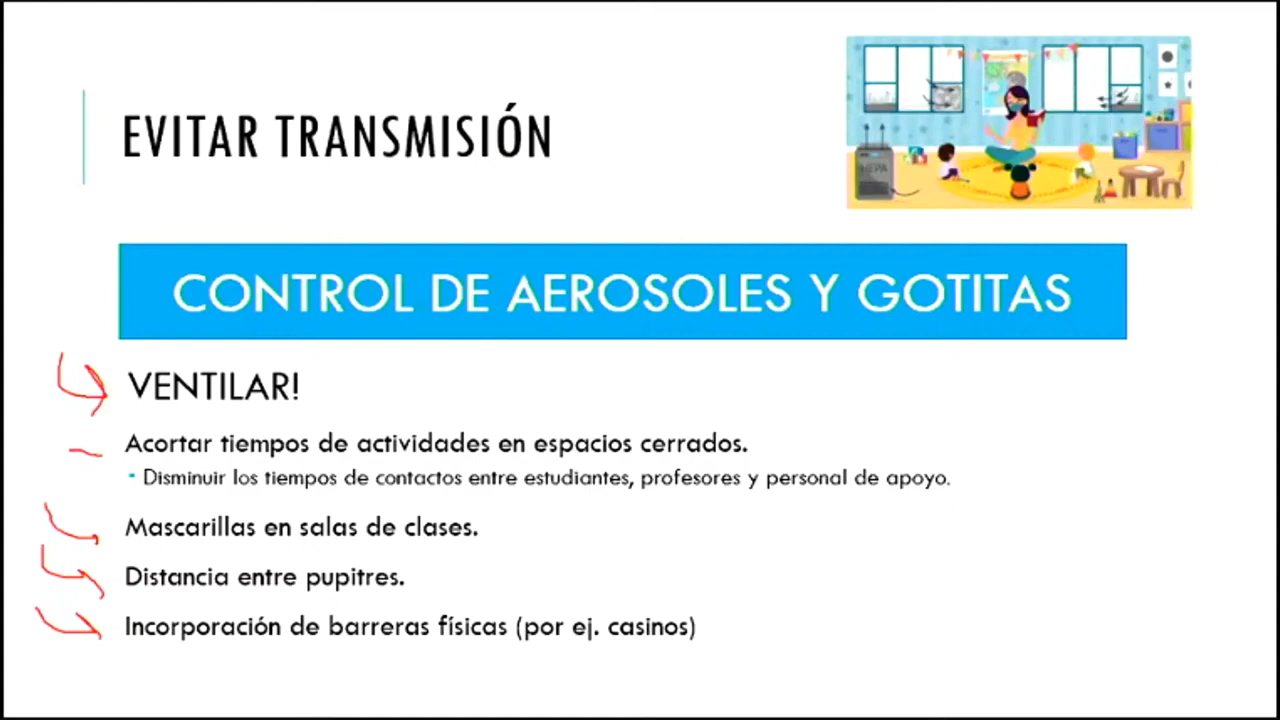 EVITAR TRANSMISIÓN
HEPA
CONTROL DE AEROSOLES Y GOTITAS
VENTILAR!
Acortar tiempos de actividades en espacios cerrados.
Disminuir los tiempos de contactos entre estudiantes, profesores y personal de apoyo.
Mascarillas en salas de clases.
Distancia entre pupitres.
Incorporación de barreras físicas (por ej. casinos)